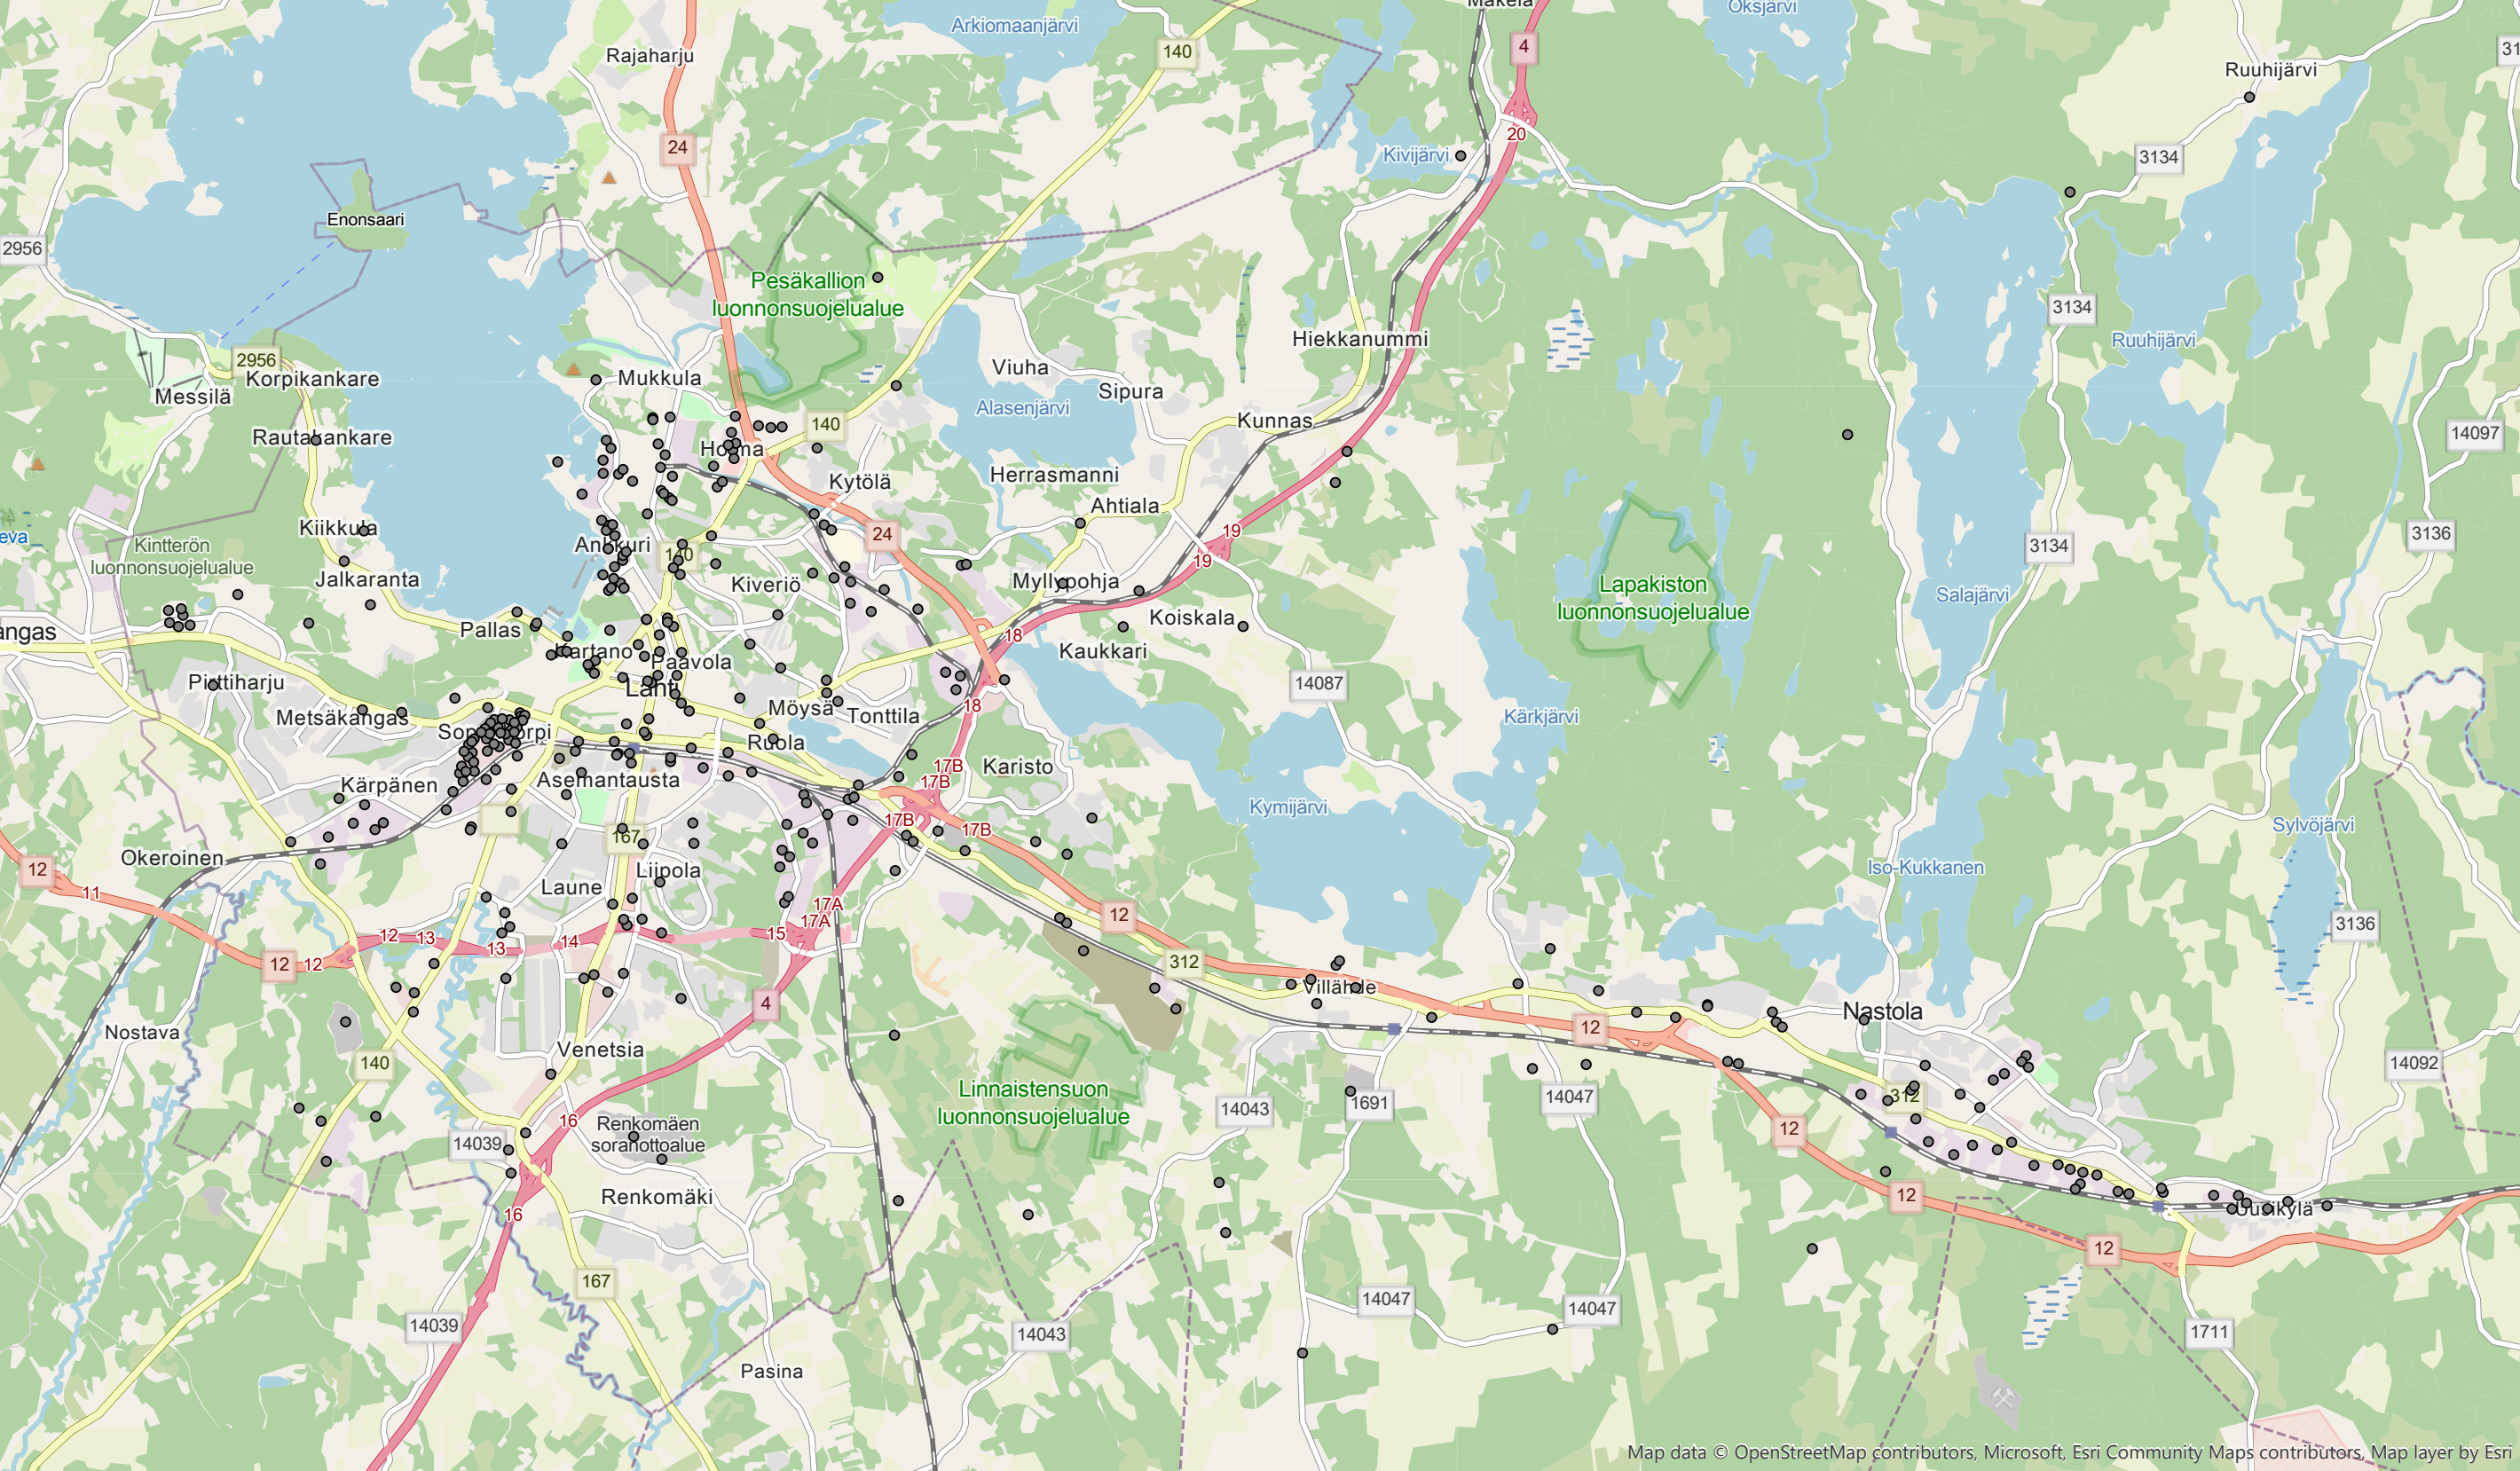 Mäkelä
Oksjärvi
Arkiomaanjärvi
Rajaharju
140
4
31
Ruuhijärvi
24
20
Kivijärvi
3134
Enonsaari
2956
Pesäkallion
luonnonsuojelualue
3134
Hiekkanummi
Ruuhijärvi
2956
Korpikankare
Messilä
Mukkula
Viuha
Sipura
Alasenjärvi
Kunnas
140
Rautakankare
Holma
14097
Herrasmanni
Kytölä
Ahtiala
Kiikkula
24
19
3136
eva
Kintterön
luonnonsuojelualue
Ankkuri
140
19
3134
Jalkaranta
Kiveriö
Myllypohja
Lapakiston
luonnonsuojelualue
Salajärvi
angas
Pallas
Koiskala
18
Kartano
Paavola
Kaukkari
Pirttiharju
Lahti
14087
Metsäkangas
Möysä
Tonttila
18
Kärkjärvi
Sopenkorpi
Ruola
17B
Karisto
Kärpänen
Asemantausta
17B
Kymijärvi
17B
17B
167
Sylvöjärvi
Okeroinen
12
11
Liipola
Laune
Iso-Kukkanen
17A
17A
12
12
13
13
14
15
312
3136
12
12
Villähde
4
Nastola
12
Nostava
Venetsia
140
14092
Linnaistensuon
luonnonsuojelualue
14043
1691
14047
312
16
Renkomäen
soranottoalue
14039
12
Renkomäki
12
16
Uusikylä
12
167
14047
14047
14039
14043
1711
Pasina
Map data © OpenStreetMap contributors, Microsoft, Esri Community Maps contributors, Map layer by Esri